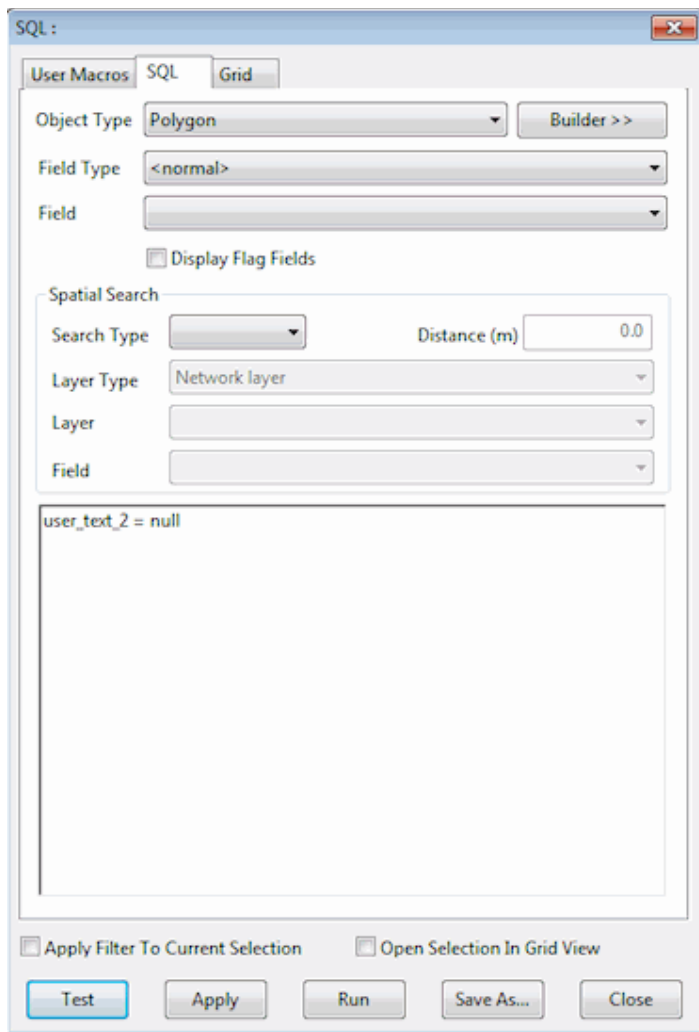 SQL :
User Macros SQL Grid
Object Type Polygon Builder >>
Field Type <normal>
Field
Display Flag Fields
Spatial Search
Search Type Distance (m) 0.0
Layer Type Network layer
Layer
Field
user_text_2 = null
Apply Filter To Current Selection Open Selection In Grid View
Test Apply Run Save As... Close